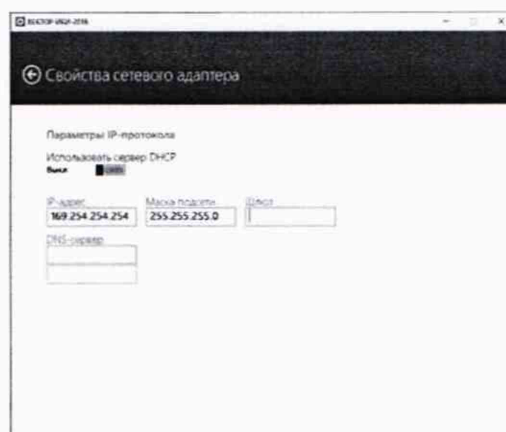 Свойства сетевого адаптера
Параметры IP-протокола
Использовать сервер DHCP
Выкл
IP-адрес Маска подсети Шлюз
169.254.254.254 255.255.255.0
DNS-сервер